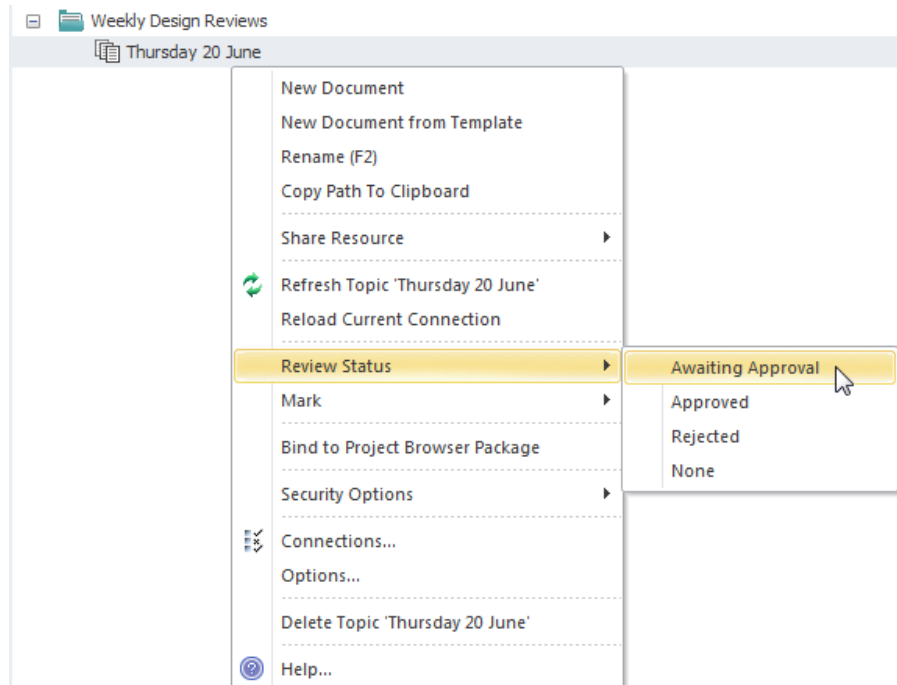 Weekly Design Reviews
Thursday 20 June
New Document
New Document from Template
Rename (F2)
Copy Path To Clipboard
Share Resource
Refresh Topic 'Thursday 20 June'
Reload Current Connection
Review Status
Awaiting Approval
Mark
Approved
Rejected
Bind to Project Browser Package
None
Security Options
Connections...
Options...
Delete Topic 'Thursday 20 June'
Help...